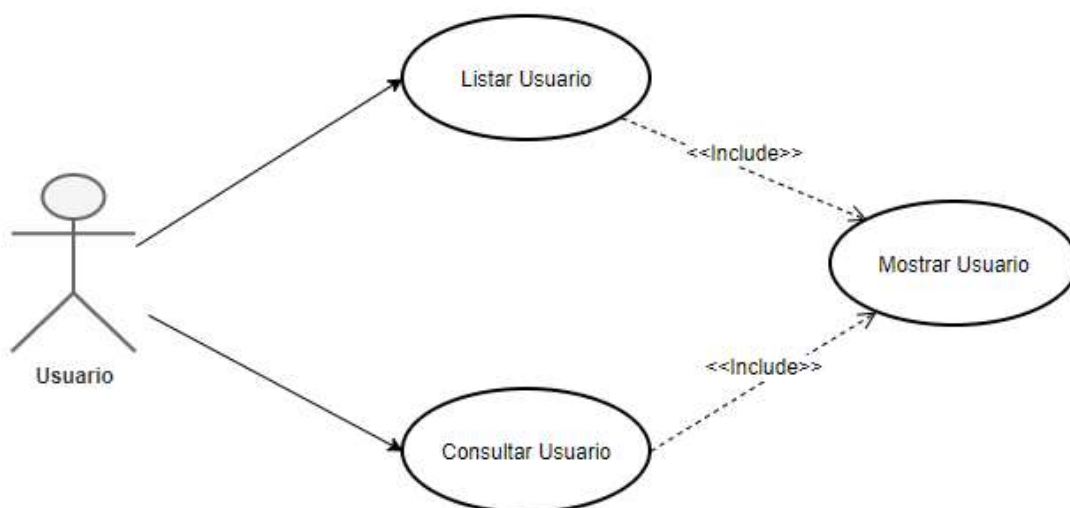 Listar Usuario
<<Include>>
Mostrar Usuario
Usuario
<<Include>>
Consultar Usuario